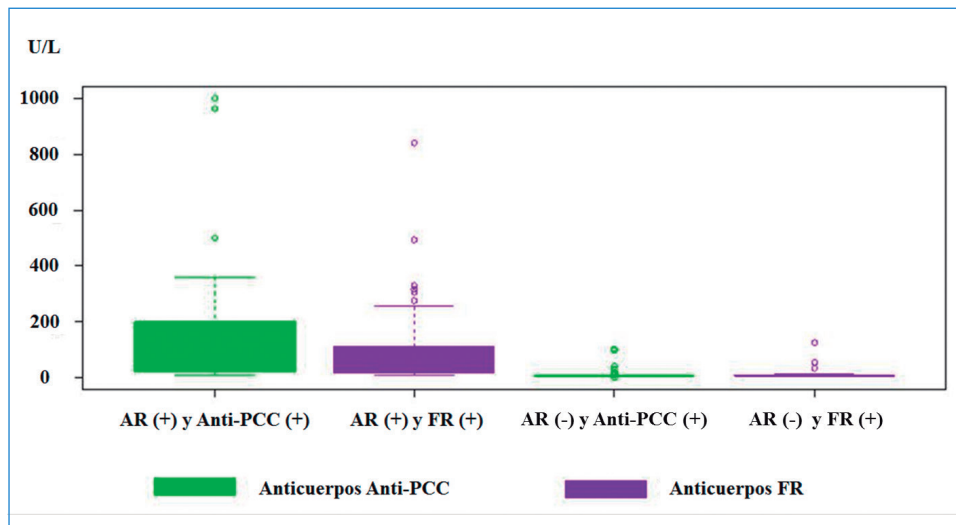 U/L
1000
800
600
400
200
0
AR (+) y Anti-PCC (+) AR (+) y FR (+) AR (-) y Anti-PCC (+) AR (-) y FR (+)
Anticuerpos Anti-PCC Anticuerpos FR